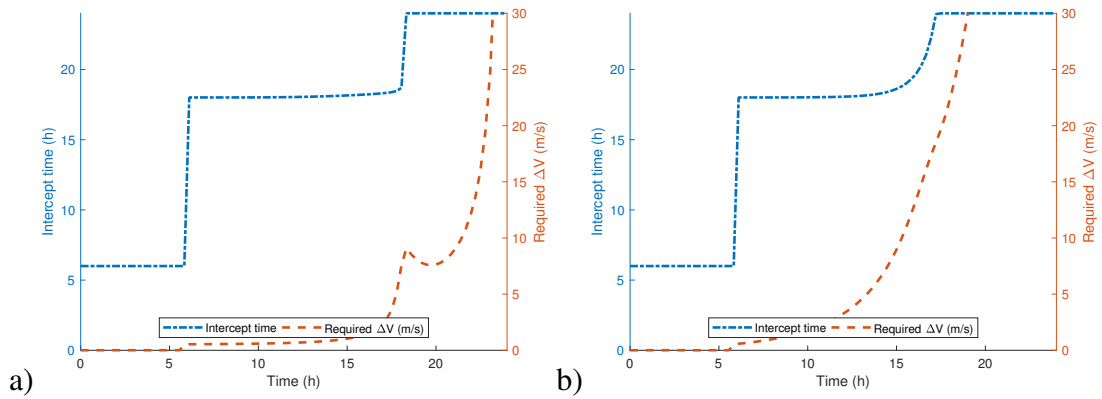 a)
Intercept time (h)
20
15
10
5
0
Required ΔV (m/s)
30
25
20
15
10
5
0
Intercept time
Required ΔV (m/s)
0 5 10 15 20
Time (h)
b)
Intercept time (h)
20
15
10
5
0
Required ΔV (m/s)
30
25
20
15
10
5
0
Intercept time
Required ΔV (m/s)
0 5 10 15 20
Time (h)